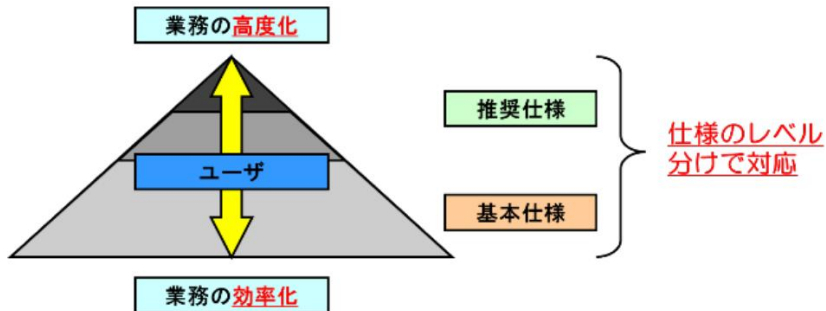 業務の高度化
推奨仕様
仕様のレベル
分けで対応
ユーザ
基本仕様
業務の効率化